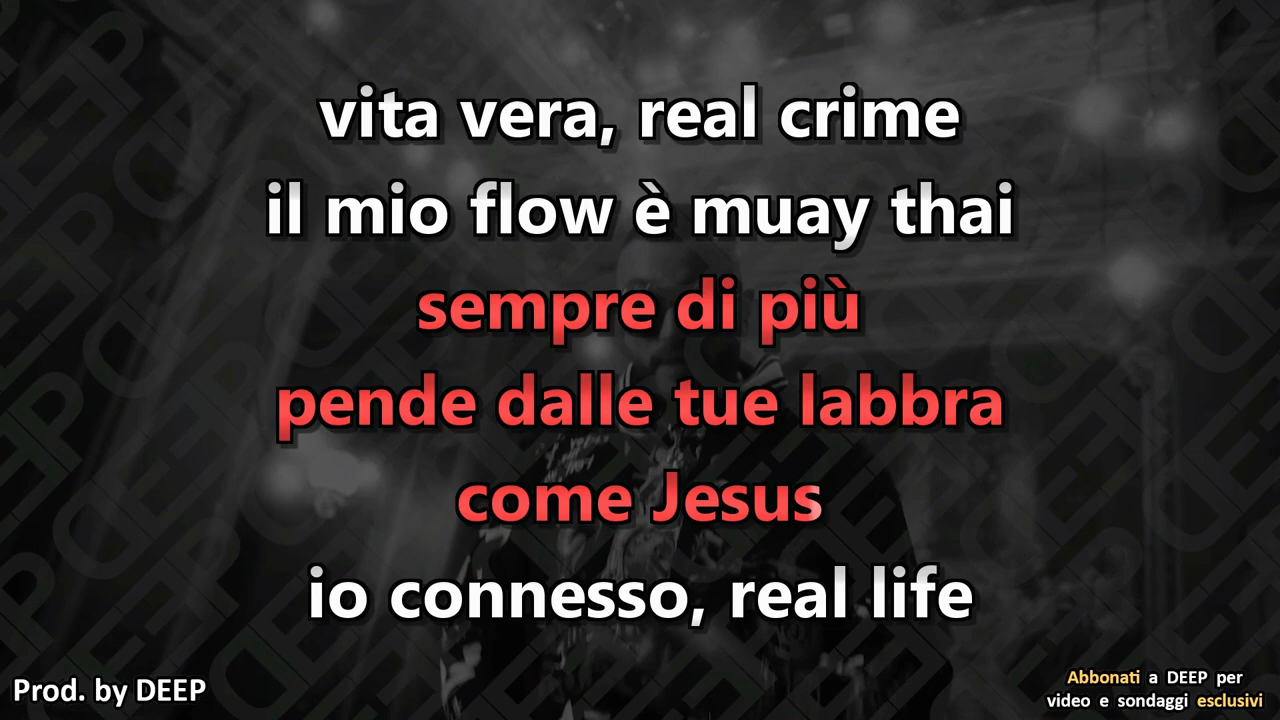 vita vera, real crime
il mio flow è muay thai
sempre di più
pende dalle tue labbra
come Jesus
io connesso, real life
Prod. by DEEP
Abbonati a DEEP per
video e sondaggi esclusivi